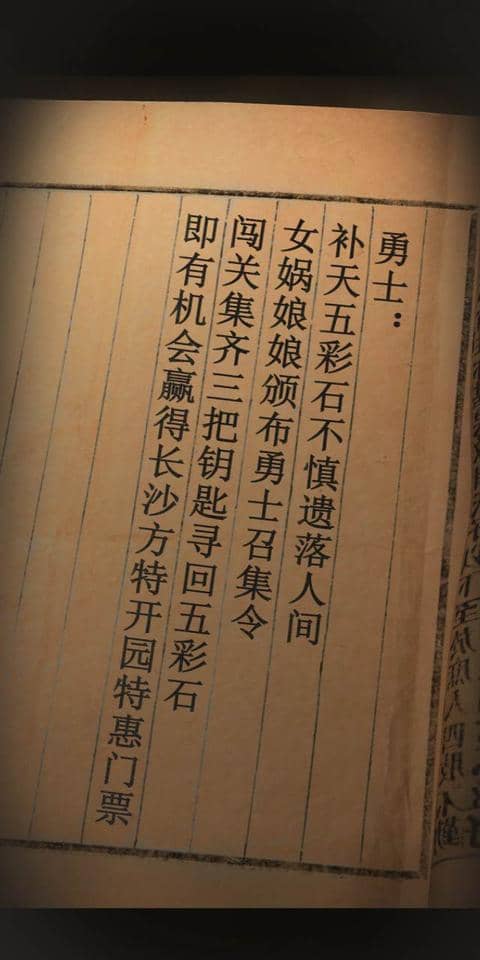 勇士：
补天五彩石不慎遗落人间
女娲娘娘颁布勇士召集令
闯关集齐三把钥匙寻回五彩石
即有机会赢得长沙方特开园特惠门票